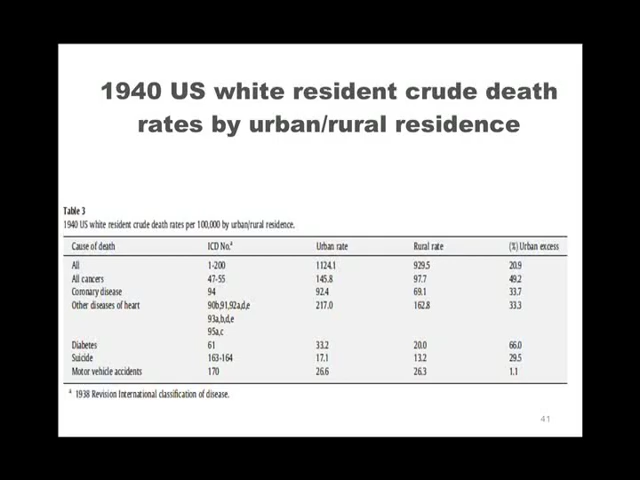 1940 US white resident crude death
rates by urban/rural residence
Table 3
1940 US white resident crude death rates per 100,000 by urban/rural residence.
Cause of death ICD No.a Urban rate Rural rate (%) Urban excess
All 1-200 1124.1 929.5 20.9
All cancers 47-55 145.8 97.7 49.2
Coronary disease 94 92.4 69.1 33.7
Other diseases of heart 90b,91,92a,d,e 217.0 162.8 33.3
93a,b,d,e
95a,c
Diabetes 61 33.2 20.0 66.0
Suicide 163-164 17.1 13.2 29.5
Motor vehicle accidents 170 26.6 26.3 1.1
a 1938 Revision International classification of disease.
41